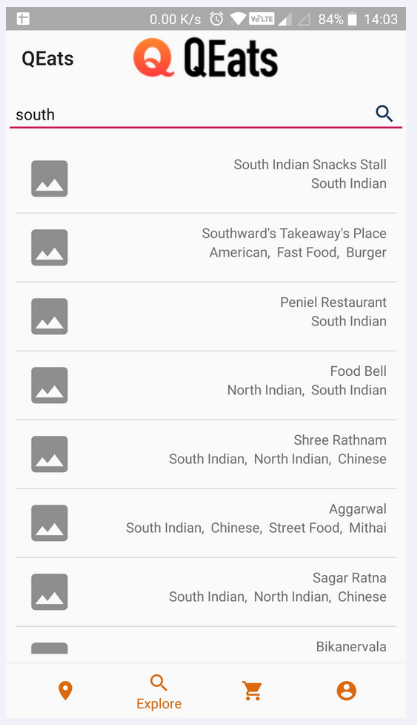 0.00 K/s VoLTE 84% 14:03
QEats QEats
south
South Indian Snacks Stall
South Indian
Southward's Takeaway's Place
American, Fast Food, Burger
Peniel Restaurant
South Indian
Food Bell
North Indian, South Indian
Shree Rathnam
South Indian, North Indian, Chinese
Aggarwal
South Indian, Chinese, Street Food, Mithai
Sagar Ratna
South Indian, North Indian, Chinese
Bikanervala
Explore